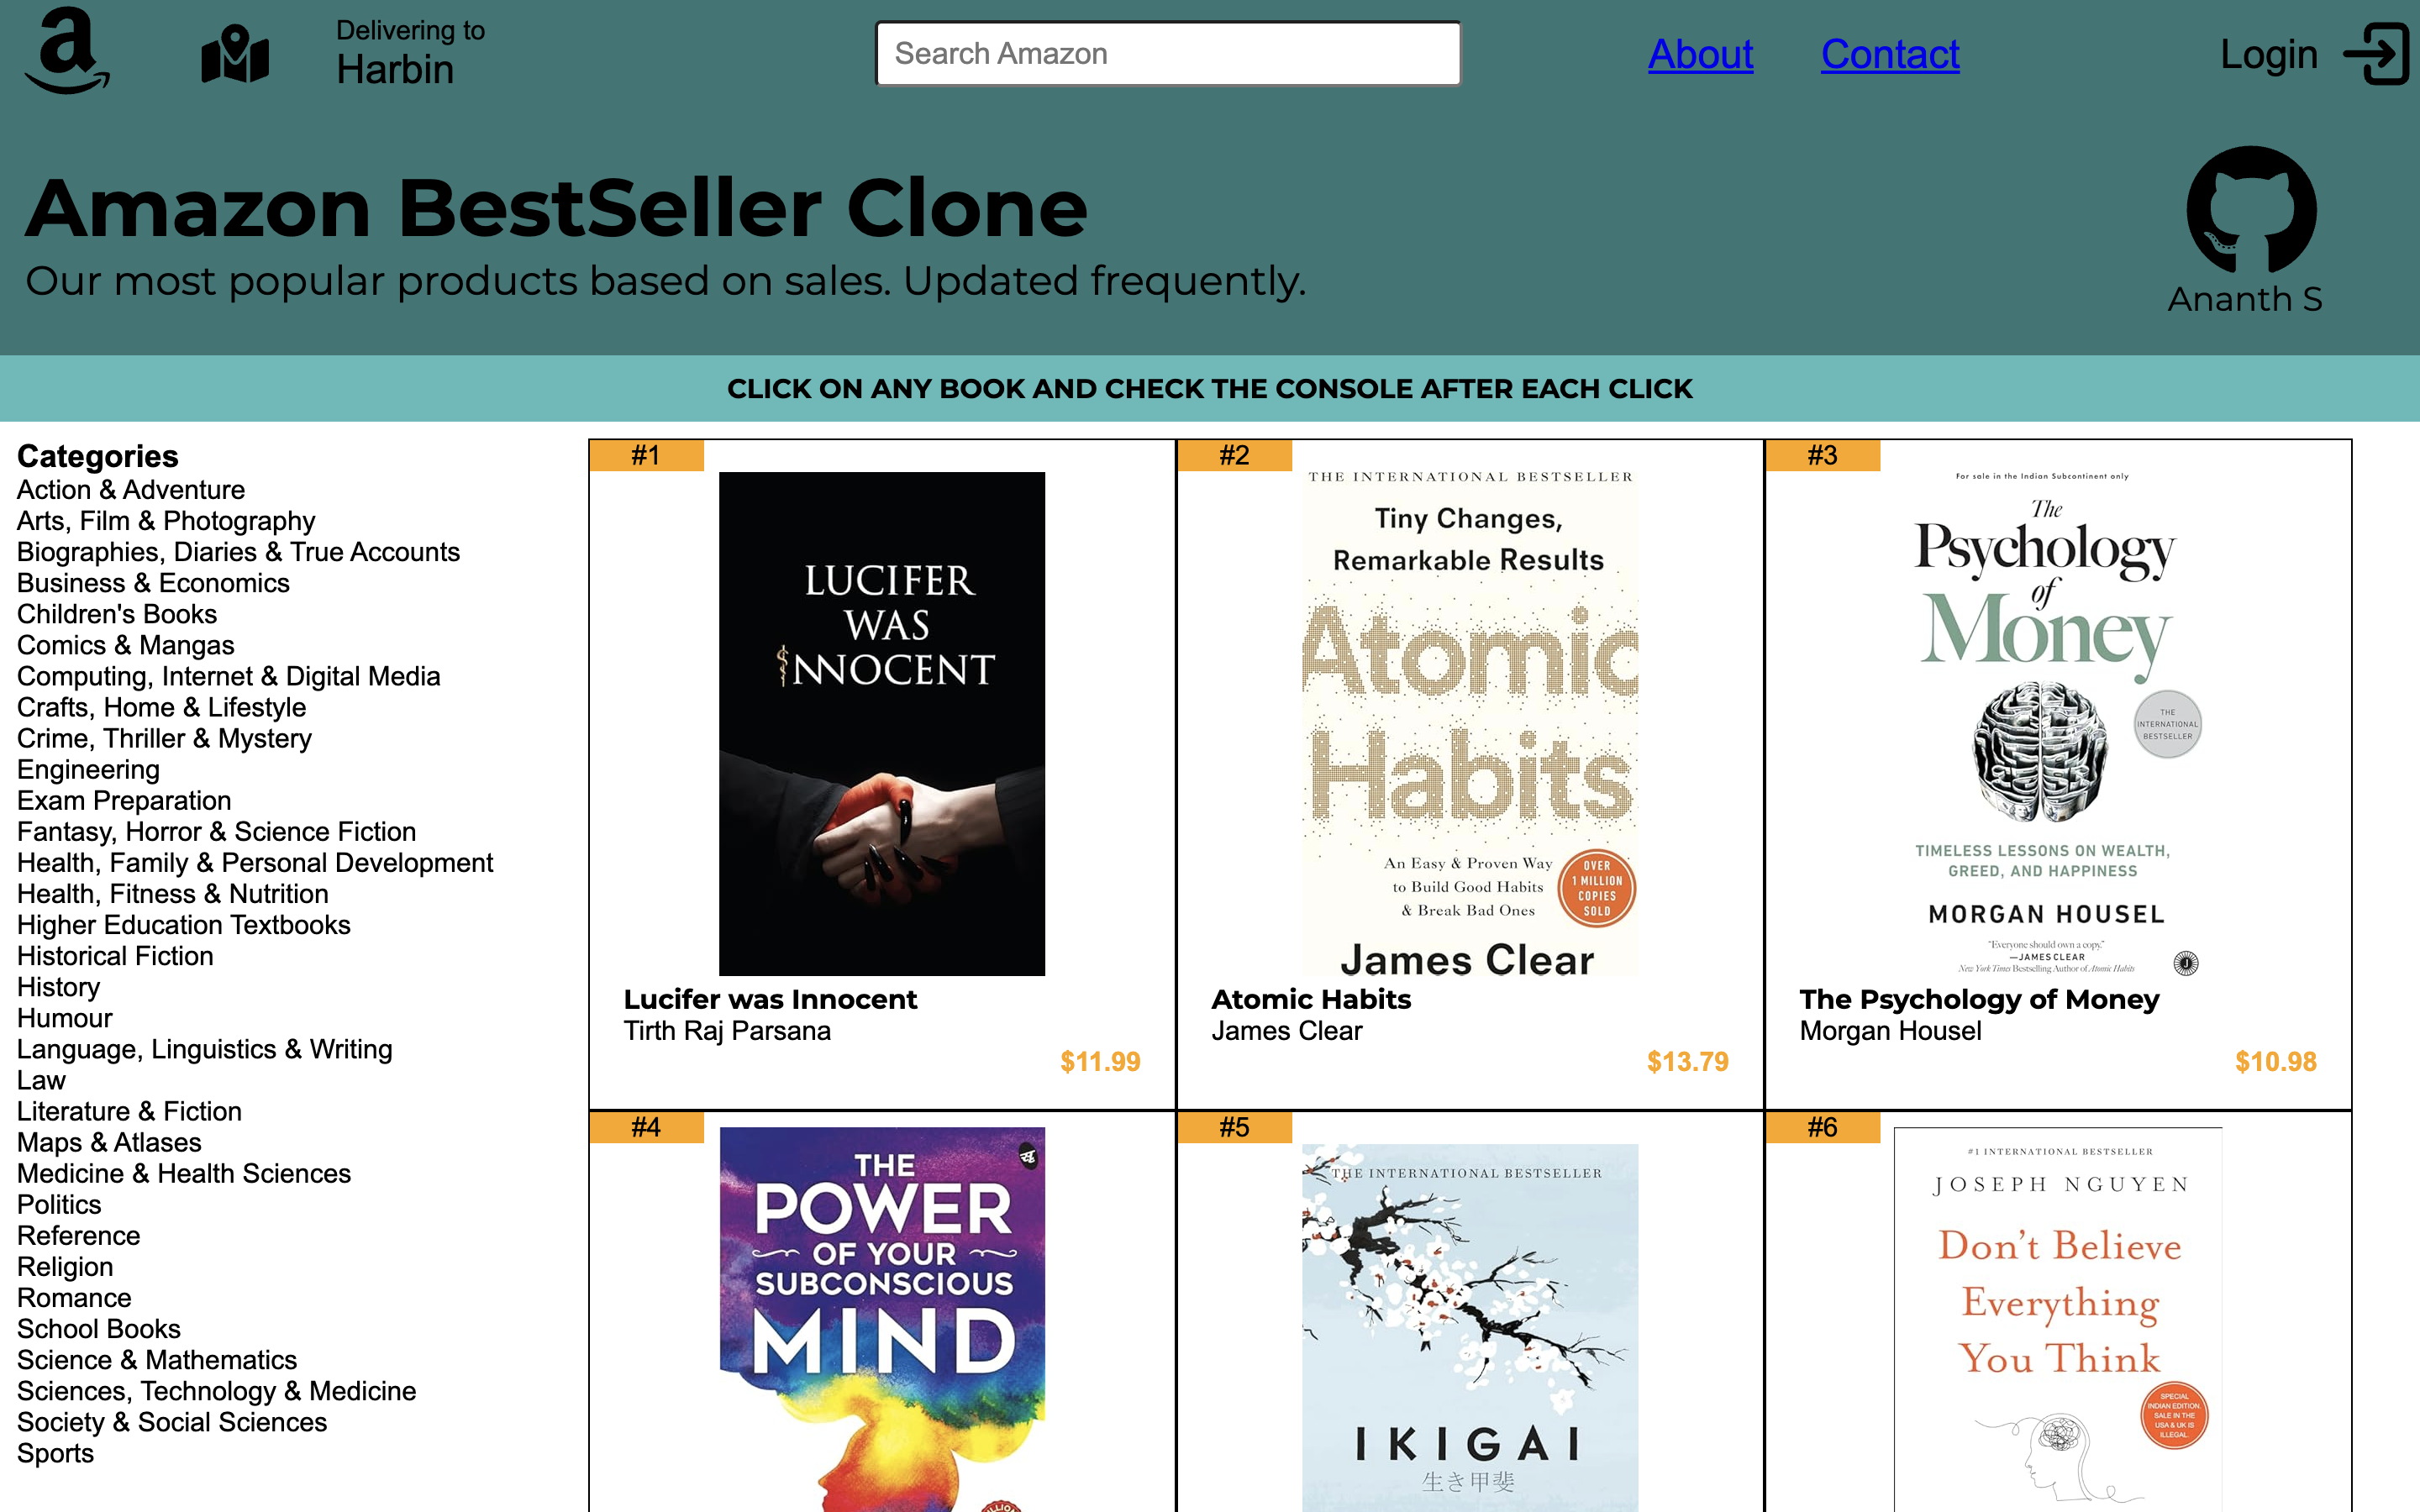 Delivering to
Harbin
Search Amazon
About
Contact
Login
Amazon BestSeller Clone
Our most popular products based on sales. Updated frequently.
Ananth S
CLICK ON ANY BOOK AND CHECK THE CONSOLE AFTER EACH CLICK
Categories
Action & Adventure
Arts, Film & Photography
Biographies, Diaries & True Accounts
Business & Economics
Children's Books
Comics & Mangas
Computing, Internet & Digital Media
Crafts, Home & Lifestyle
Crime, Thriller & Mystery
Engineering
Exam Preparation
Fantasy, Horror & Science Fiction
Health, Family & Personal Development
Health, Fitness & Nutrition
Higher Education Textbooks
Historical Fiction
History
Humour
Language, Linguistics & Writing
Law
Literature & Fiction
Maps & Atlases
Medicine & Health Sciences
Politics
Reference
Religion
Romance
School Books
Science & Mathematics
Sciences, Technology & Medicine
Society & Social Sciences
Sports
#1
LUCIFER
WAS
INNOCENT
Lucifer was Innocent
Tirth Raj Parsana
$11.99
#2
THE INTERNATIONAL BESTSELLER
Tiny Changes,
Remarkable Results
Atomic
Habits
An Easy & Proven Way
to Build Good Habits
& Break Bad Ones
OVER
1 MILLION
COPIES
SOLD
James Clear
Atomic Habits
James Clear
$13.79
#3
For sale in the Indian Subcontinent only
The
Psychology
of
Money
THE
INTERNATIONAL
BESTSELLER
TIMELESS LESSONS ON WEALTH,
GREED, AND HAPPINESS
MORGAN HOUSEL
"Everyone should own a copy."
—JAMES CLEAR
New York Times Bestselling Author of Atomic Habits
The Psychology of Money
Morgan Housel
$10.98
#4
THE
POWER
OF YOUR
SUBCONSCIOUS
MIND
#5
THE INTERNATIONAL BESTSELLER
IKIGAI
生き甲斐
#6
#1 INTERNATIONAL BESTSELLER
JOSEPH NGUYEN
Don't Believe
Everything
You Think
SPECIAL
INDIAN EDITION.
SALE IN THE
USA & UK IS
ILLEGAL.